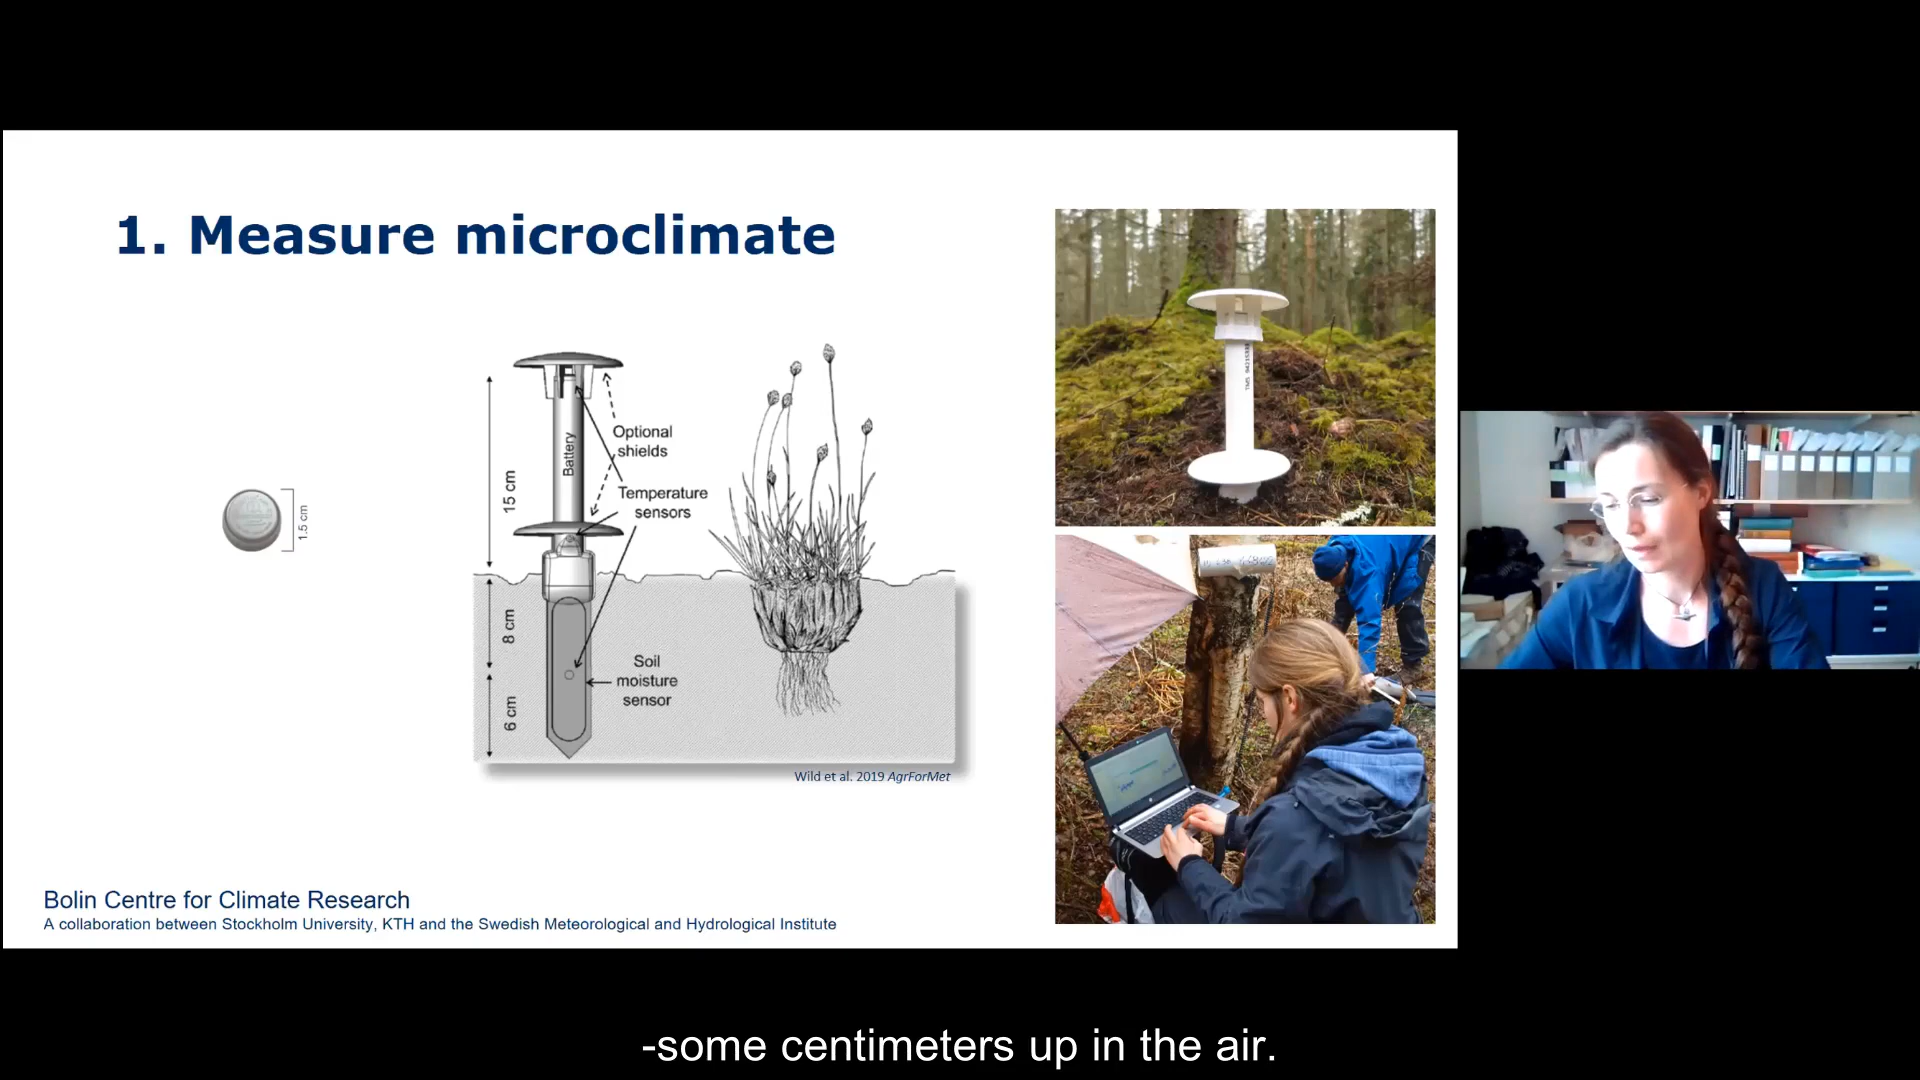 1. Measure microclimate
1.5 cm
15 cm
8 cm
6 cm
Battery
Optional
shields
Temperature
sensors
Soil
moisture
sensor
Wild et al. 2019 AgrForMet
Bolin Centre for Climate Research
A collaboration between Stockholm University, KTH and the Swedish Meteorological and Hydrological Institute
-some centimeters up in the air.